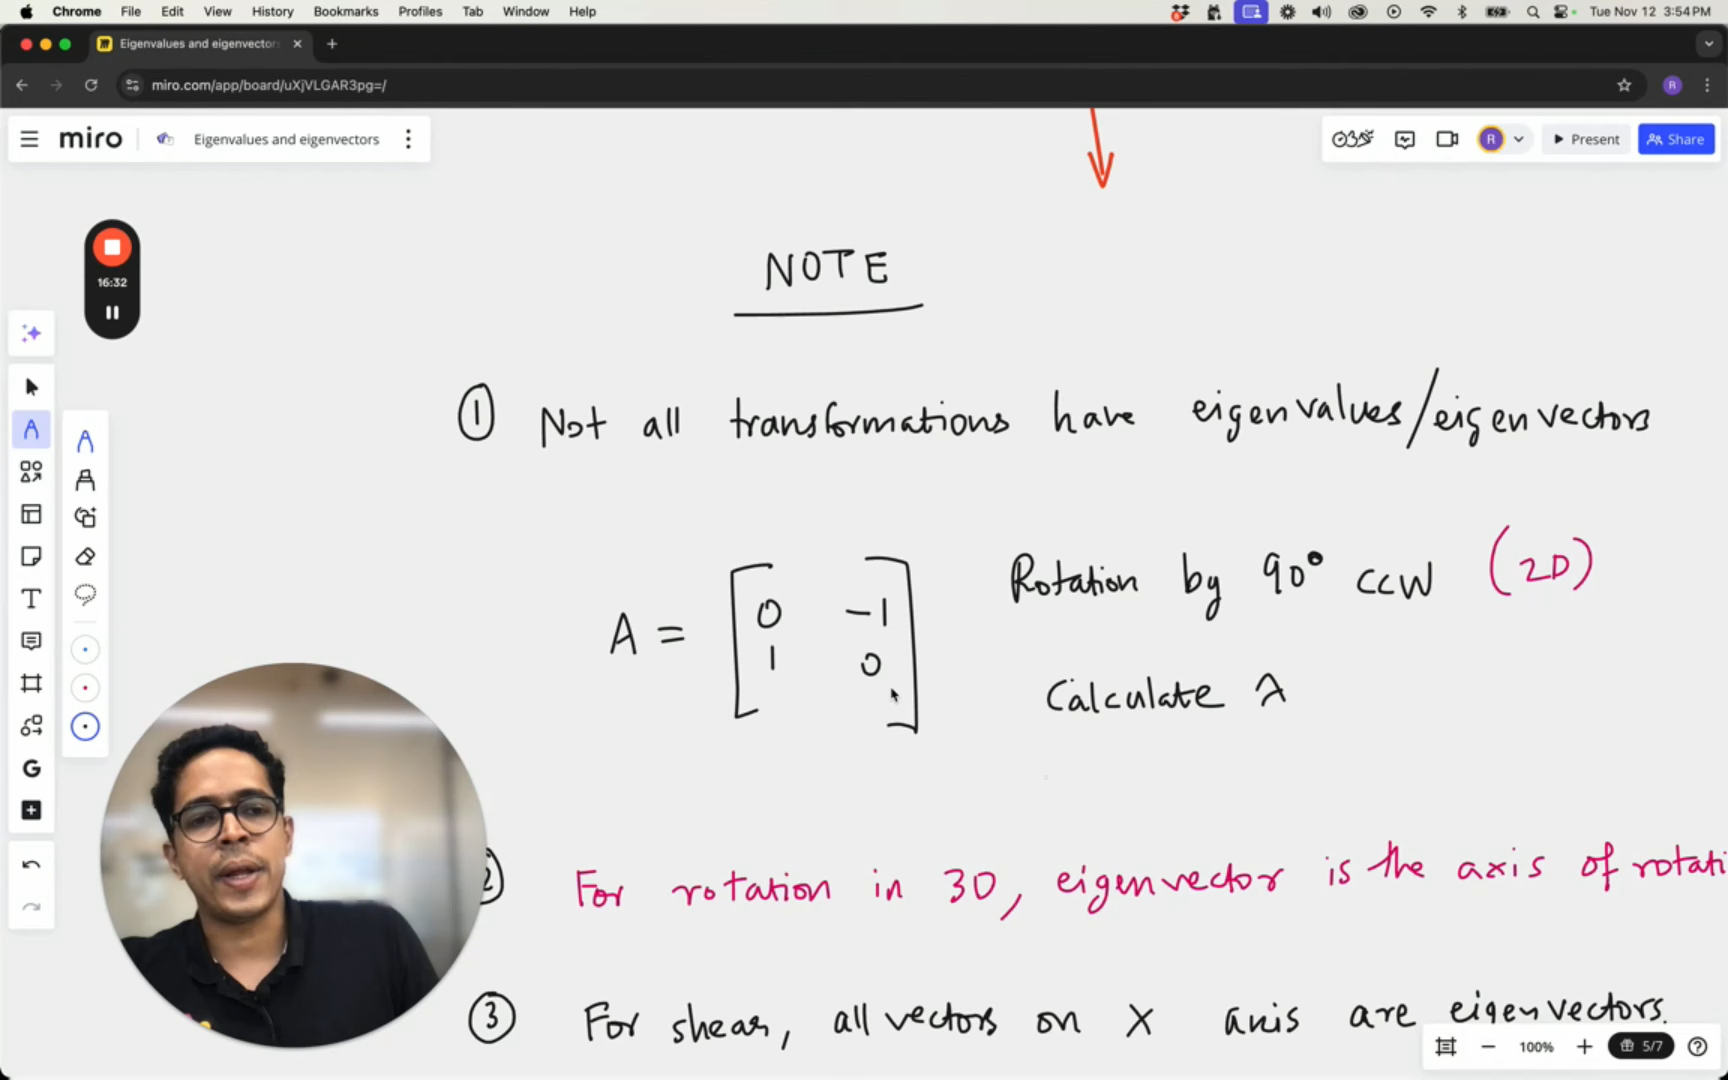 Chrome File Edit View History Bookmarks Profiles Tab Window Help Tue Nov 12 3:54 PM
Eigenvalues and eigenvector
miro.com/app/board/uXjVLGAR3pg=/ R
miro Eigenvalues and eigenvectors R Present Share
NOTE
16:32
① Not all transformations have eigenvalues/eigenvectors
Rotation by 90° CCW (2D)
A = [0 -1
1 0]
Calculate λ
2 For rotation in 3D, eigenvector is the axis of rotati
③ For shear, all vectors on X axis are eigenvectors.
100% 5/7